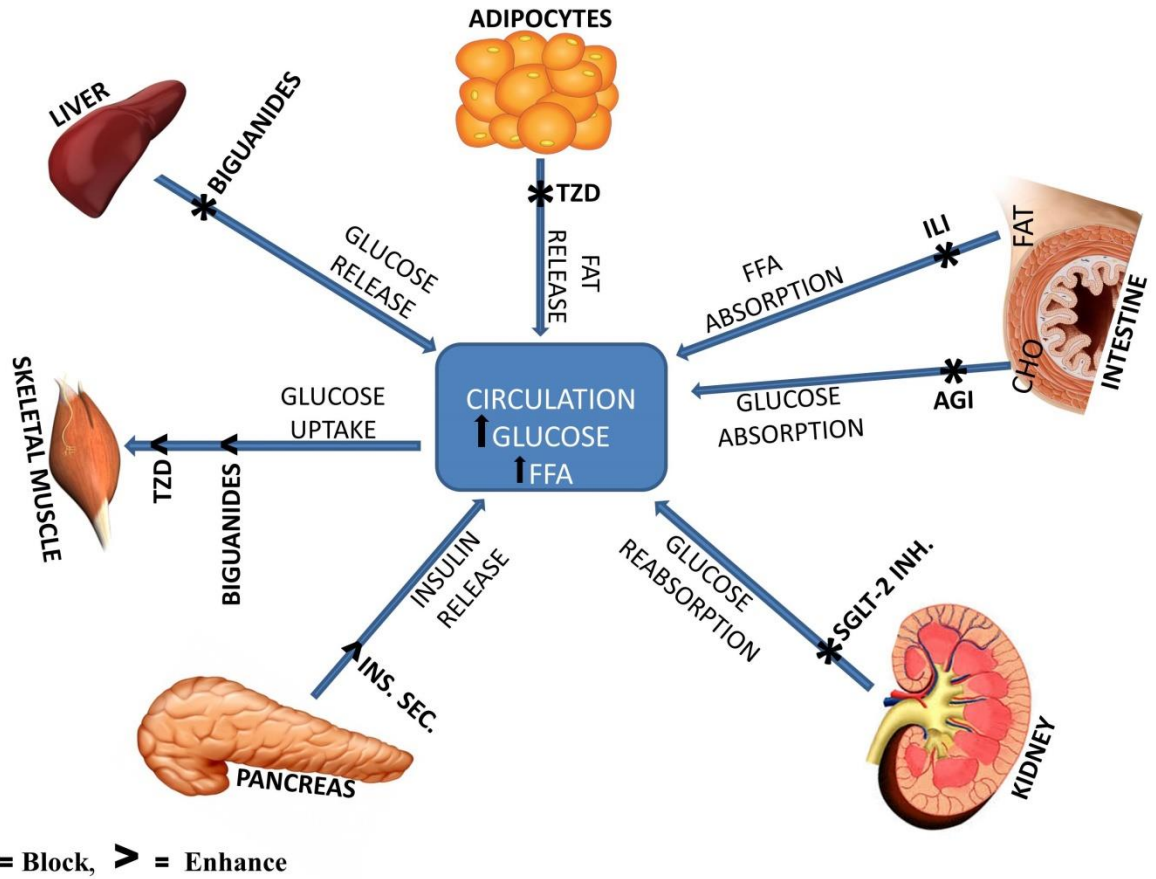 ADIPOCYTES
LIVER
BIGUANIDES
GLUCOSE
RELEASE
TZD
FAT
RELEASE
ILI
FFA
ABSORPTION
FAT
CHO
INTESTINE
AGI
GLUCOSE
ABSORPTION
CIRCULATION
GLUCOSE
FFA
SKELETAL MUSCLE
GLUCOSE
UPTAKE
TZD
BIGUANIDES
INSULIN
RELEASE
INS. SEC.
PANCREAS
GLUCOSE
REABSORPTION
SGLT-2 INH.
KIDNEY
= Block, > = Enhance